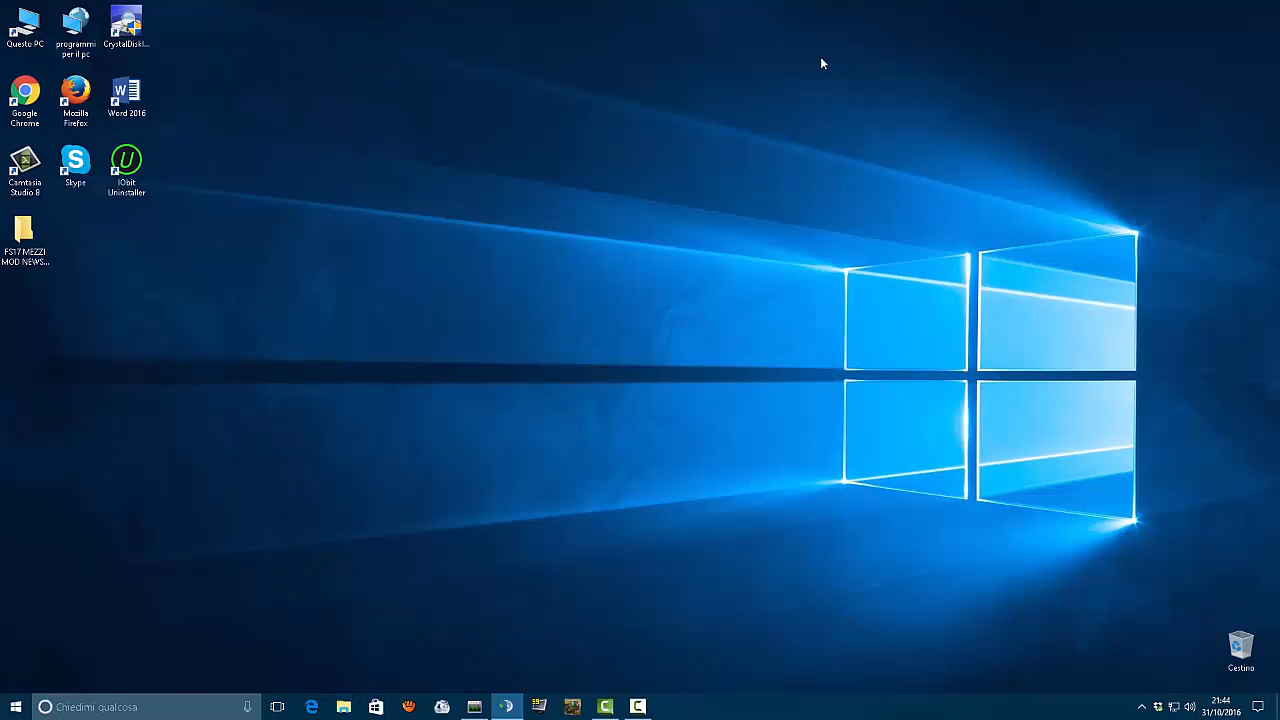 Questo PC
programmi
per il pc
CrystalDiskI...
Google
Chrome
Mozilla
Firefox
Word 2016
Camtasia
Studio 8
Skype
IObit
Uninstaller
FS17 MEZZI
MOD NEWS...
Cestino
Chiedimi qualcosa
21:44
31/10/2016